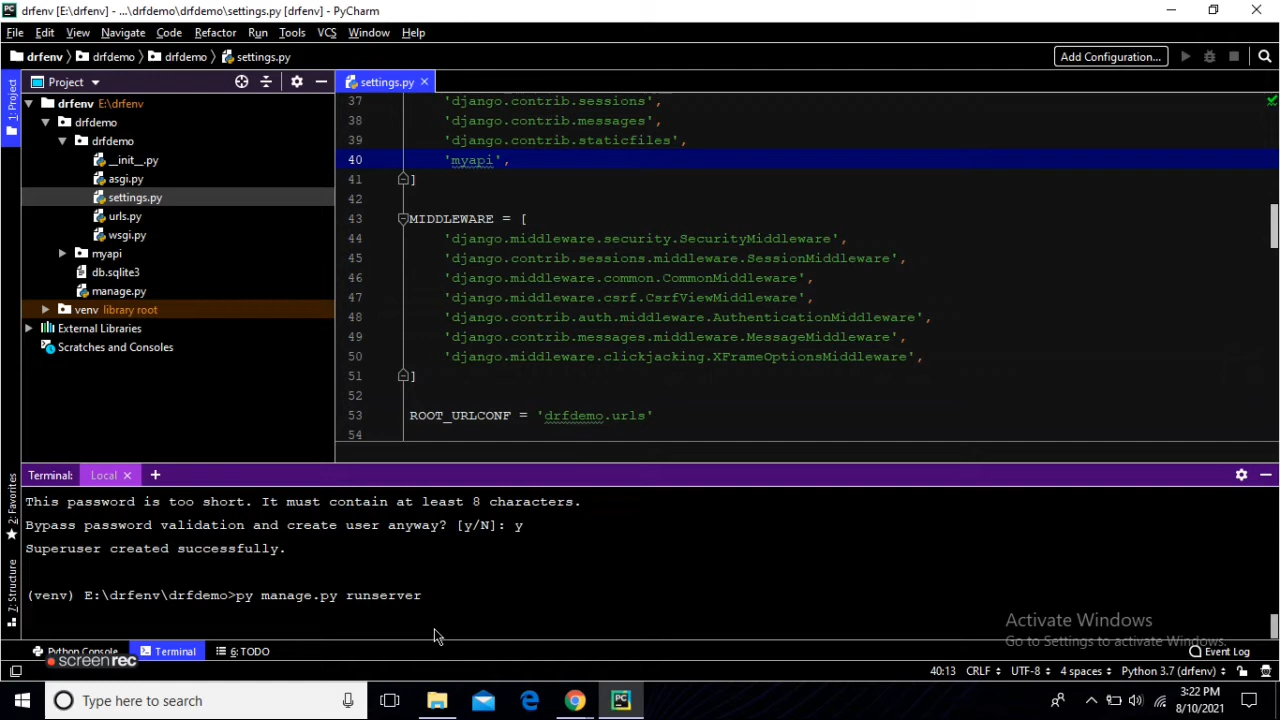 drfenv [E:\drfenv] - ...\drfdemo\drfdemo\settings.py [drfenv] - PyCharm
File Edit View Navigate Code Refactor Run Tools VCS Window Help
drfenv drfdemo drfdemo settings.py Add Configuration...
1: Project
Project
settings.py
drfenv E:\drfenv
drfdemo
drfdemo
__init__.py
asgi.py
settings.py
urls.py
wsgi.py
myapi
db.sqlite3
manage.py
venv library root
External Libraries
Scratches and Consoles
37 'django.contrib.sessions',
38 'django.contrib.messages',
39 'django.contrib.staticfiles',
40 'myapi',
41 ]
42
43 MIDDLEWARE = [
44 'django.middleware.security.SecurityMiddleware',
45 'django.contrib.sessions.middleware.SessionMiddleware',
46 'django.middleware.common.CommonMiddleware',
47 'django.middleware.csrf.CsrfViewMiddleware',
48 'django.contrib.auth.middleware.AuthenticationMiddleware',
49 'django.contrib.messages.middleware.MessageMiddleware',
50 'django.middleware.clickjacking.XFrameOptionsMiddleware',
51 ]
52
53 ROOT_URLCONF = 'drfdemo.urls'
54
2: Favorites
7: Structure
Terminal: Local +
This password is too short. It must contain at least 8 characters.
Bypass password validation and create user anyway? [y/N]: y
Superuser created successfully.
(venv) E:\drfenv\drfdemo>py manage.py runserver
Activate Windows
Go to Settings to activate Windows.
Python Console Terminal 6: TODO Event Log
screenrec
40:13 CRLF UTF-8 4 spaces Python 3.7 (drfenv)
Type here to search
3:22 PM
8/10/2021